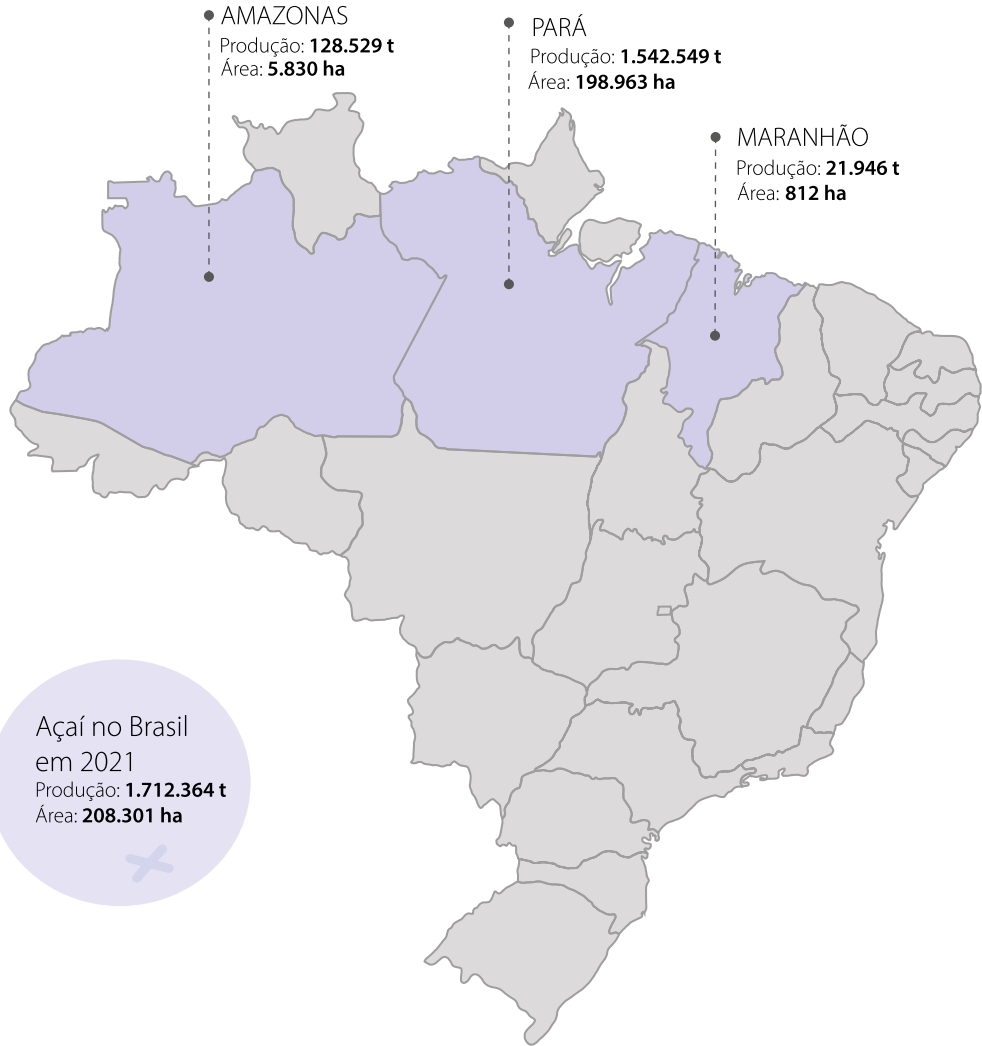 AMAZONAS
Produção: 128.529 t
Área: 5.830 ha
PARÁ
Produção: 1.542.549 t
Área: 198.963 ha
MARANHÃO
Produção: 21.946 t
Área: 812 ha
Açaí no Brasil
em 2021
Produção: 1.712.364 t
Área: 208.301 ha